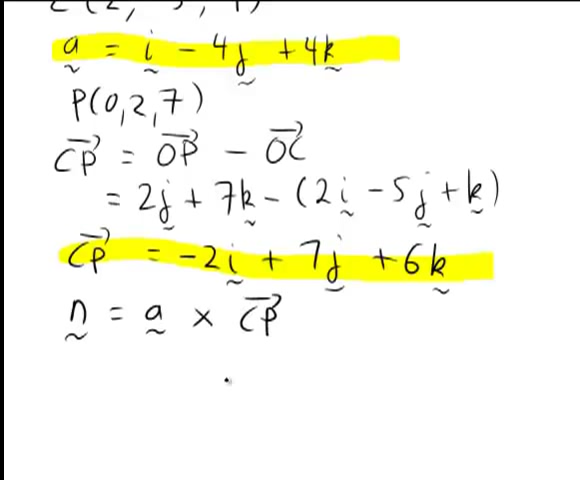 a = i - 4j + 4k
P(0,2,7)
CP = OP - OC
= 2j + 7k - (2i - 5j + k)
CP = -2i + 7j + 6k
n = a × CP